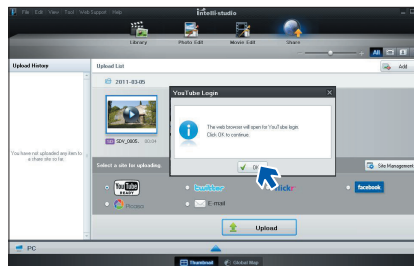 File Edit View Tool Web Support Help
Intelli-studio
Library Photo Edit Movie Edit Share
All
Upload History
Upload List
Add
2011-03-05
YouTube Login
The web browser will open for YouTube login.
Click OK to continue.
SDV_0005.
You have not uploaded any item to
a share site so far.
Select a site for uploading.
OK
Site Management
YouTube
READY
twitter
flickr
facebook
Picasa
E-mail
Upload
PC
Thumbnail Global Map